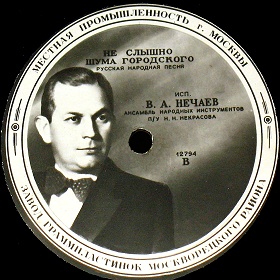 МЕСТНАЯ ПРОМЫШЛЕННОСТЬ г. МОСКВЫ
НЕ СЛЫШНО
ШУМА ГОРОДСКОГО
РУССКАЯ НАРОДНАЯ ПЕСНЯ
ИСП.
В. А. НЕЧАЕВ
АНСАМБЛЬ НАРОДНЫХ ИНСТРУМЕНТОВ
П/У Н. Н. НЕКРАСОВА
12794
В
ЗАВОД ГРАММПЛАСТИНОК МОСКВОРЕЦКОГО РАЙОНА